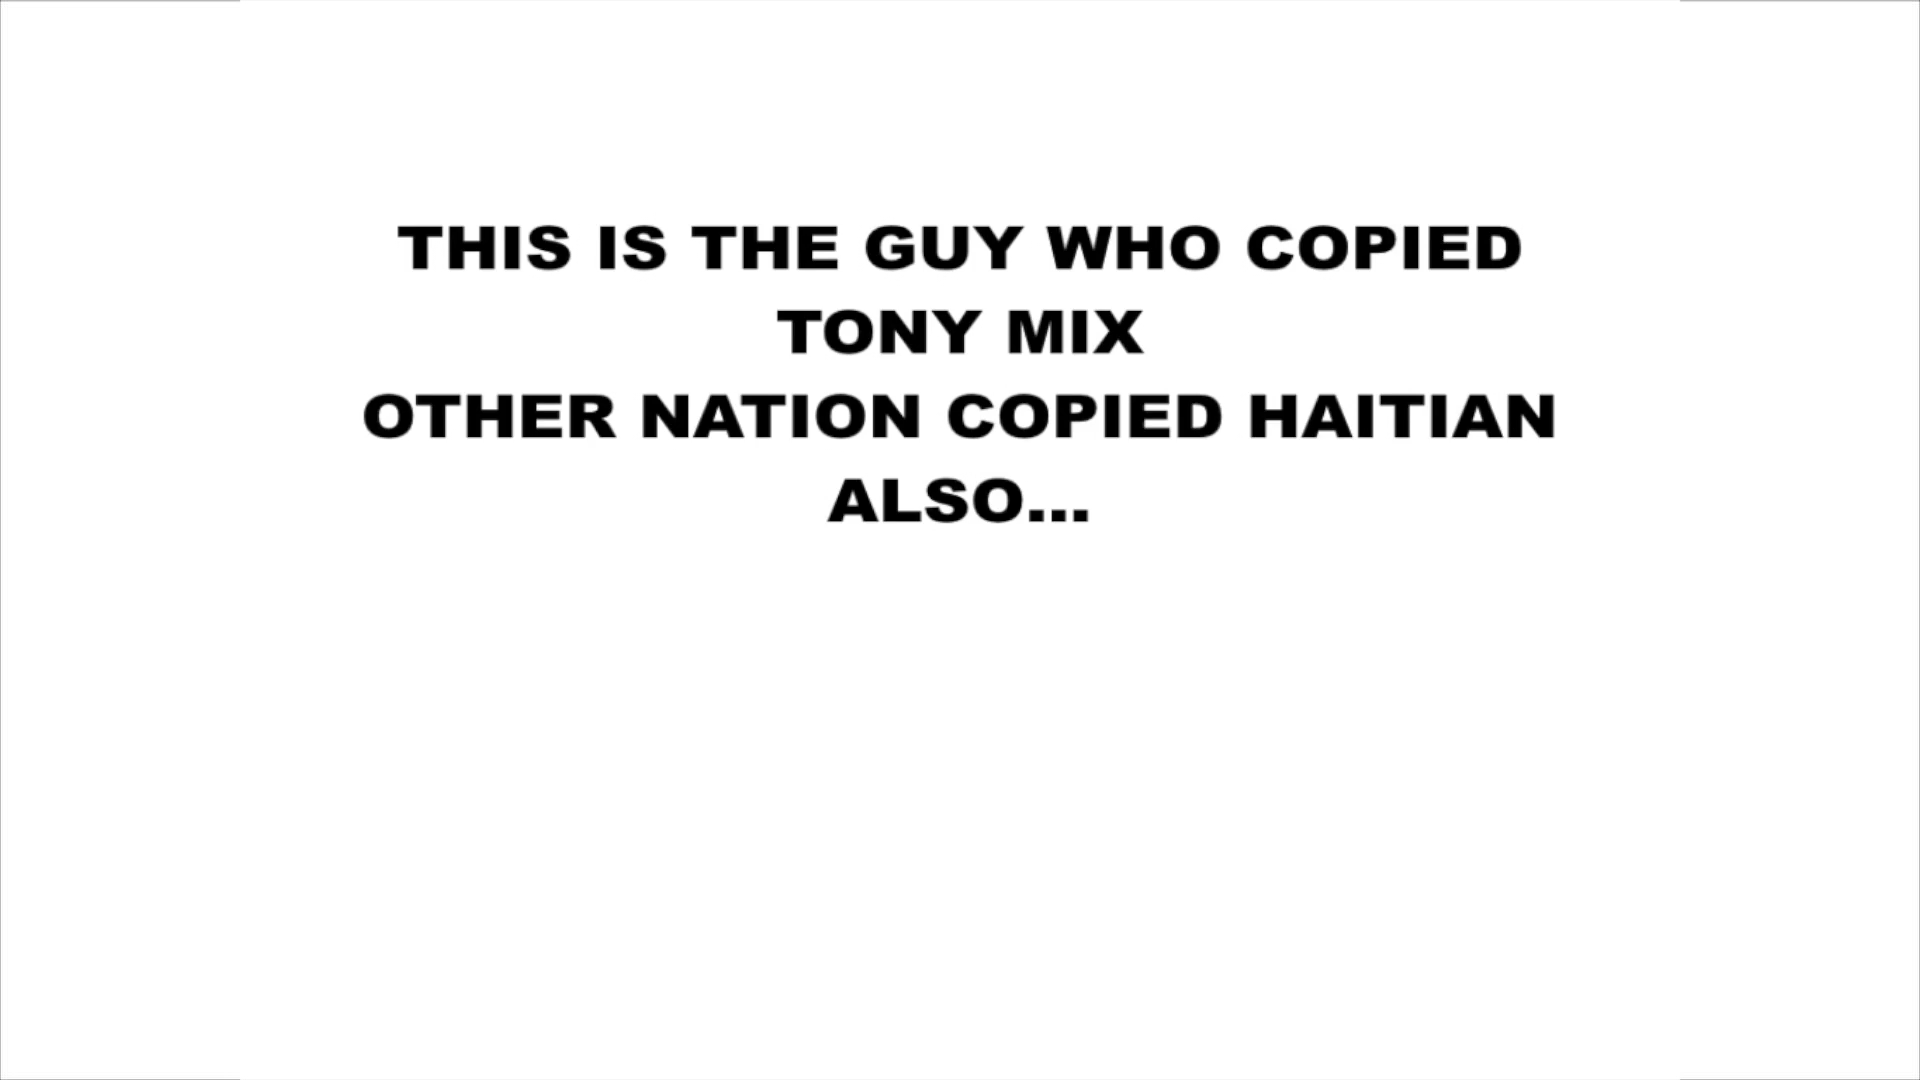 THIS IS THE GUY WHO COPIED
TONY MIX
OTHER NATION COPIED HAITIAN
ALSO...